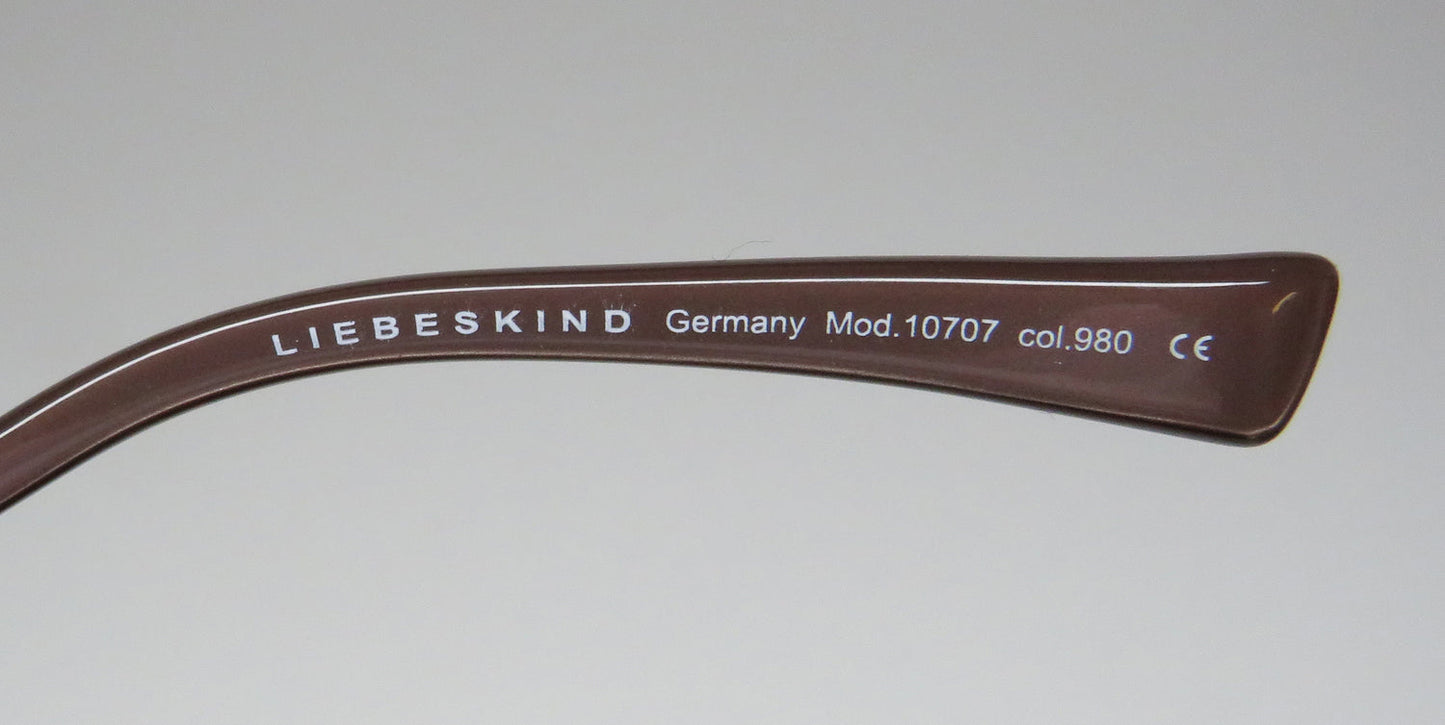 LIEBESKIND Germany Mod.10707 col.980 CE